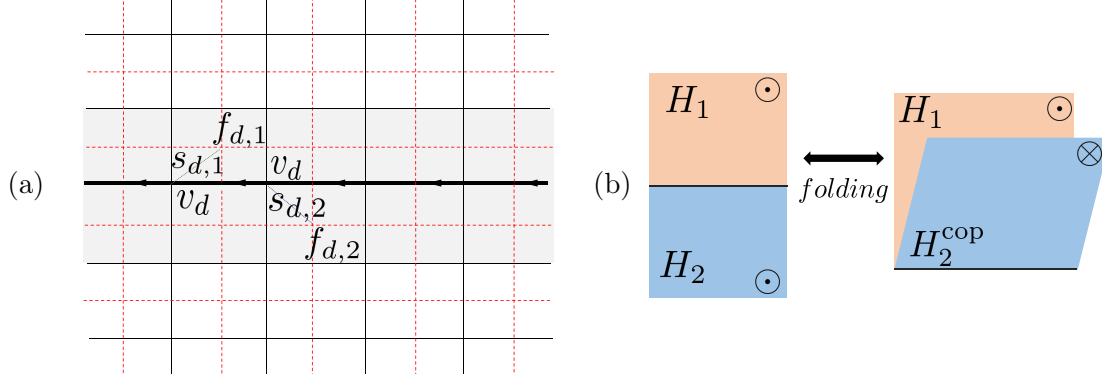 (a)
f_{d,1}
s_{d,1}
v_d
v_d
s_{d,2}
f_{d,2}
(b)
H_1
H_2
folding
H_1
H_2^{cop}